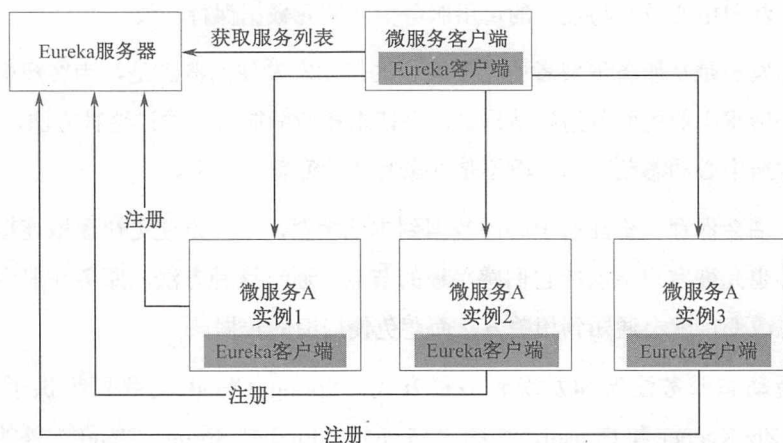 Eureka服务器
获取服务列表
微服务客户端
Eureka客户端
注册
微服务A
实例1
Eureka客户端
微服务A
实例2
Eureka客户端
微服务A
实例3
Eureka客户端
注册
注册